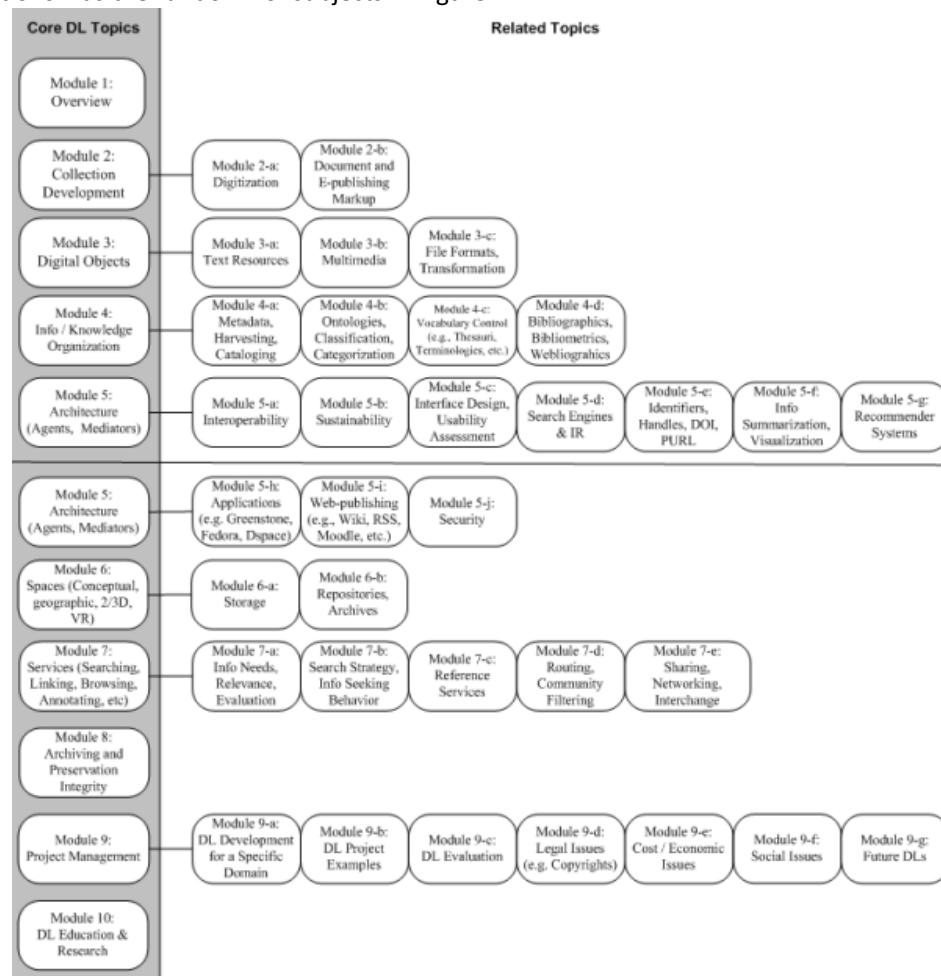 Core DL Topics
Related Topics
Module 1:
Overview
Module 2:
Collection
Development
Module 2-a:
Digitization
Module 2-b:
Document and
E-publishing
Markup
Module 3:
Digital Objects
Module 3-a:
Text Resources
Module 3-b:
Multimedia
Module 3-c:
File Formats,
Transformation
Module 4:
Info / Knowledge
Organization
Module 4-a:
Metadata,
Harvesting,
Cataloging
Module 4-b:
Ontologies,
Classification,
Categorization
Module 4-c:
Vocabulary Control
(e.g., Thesauri,
Terminologies, etc.)
Module 4-d:
Bibliographics,
Bibliometrics,
Webliograhics
Module 5:
Architecture
(Agents, Mediators)
Module 5-a:
Interoperability
Module 5-b:
Sustainability
Module 5-c:
Interface Design,
Usability
Assessment
Module 5-d:
Search Engines
& IR
Module 5-e:
Identifiers,
Handles, DOI,
PURL
Module 5-f:
Info
Summarization,
Visualization
Module 5-g:
Recommender
Systems
Module 5:
Architecture
(Agents, Mediators)
Module 5-h:
Applications
(e.g. Greenstone,
Fedora, Dspace)
Module 5-i:
Web-publishing
(e.g., Wiki, RSS,
Moodle, etc.)
Module 5-j:
Security
Module 6:
Spaces (Conceptual,
geographic, 2/3D,
VR)
Module 6-a:
Storage
Module 6-b:
Repositories,
Archives
Module 7:
Services (Searching,
Linking, Browsing,
Annotating, etc)
Module 7-a:
Info Needs,
Relevance,
Evaluation
Module 7-b:
Search Strategy,
Info Seeking
Behavior
Module 7-c:
Reference
Services
Module 7-d:
Routing,
Community
Filtering
Module 7-e:
Sharing,
Networking,
Interchange
Module 8:
Archiving and
Preservation
Integrity
Module 9:
Project Management
Module 9-a:
DL Development
for a Specific
Domain
Module 9-b:
DL Project
Examples
Module 9-c:
DL Evaluation
Module 9-d:
Legal Issues
(e.g. Copyrights)
Module 9-e:
Cost / Economic
Issues
Module 9-f:
Social Issues
Module 9-g:
Future DLs
Module 10:
DL Education &
Research